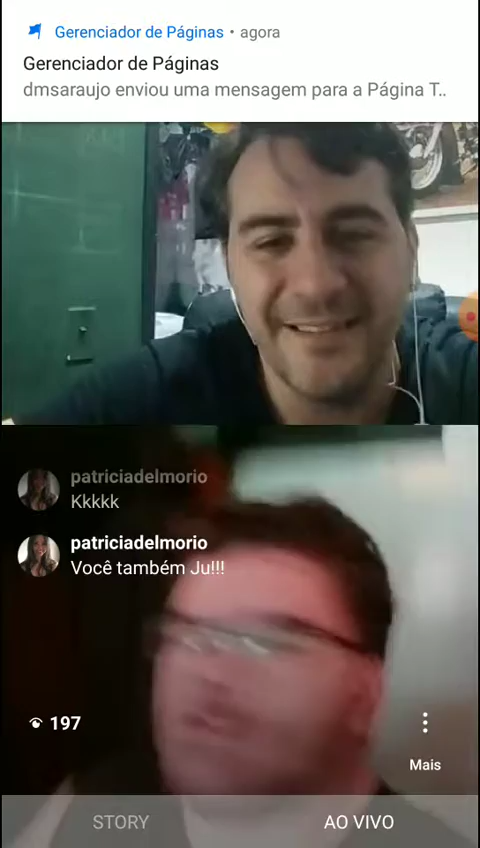 Gerenciador de Páginas • agora
Gerenciador de Páginas
dmsaraujo enviou uma mensagem para a Página T..
patriciadelmorio
Kkkkk
patriciadelmorio
Você também Ju!!!
197
Mais
STORY
AO VIVO